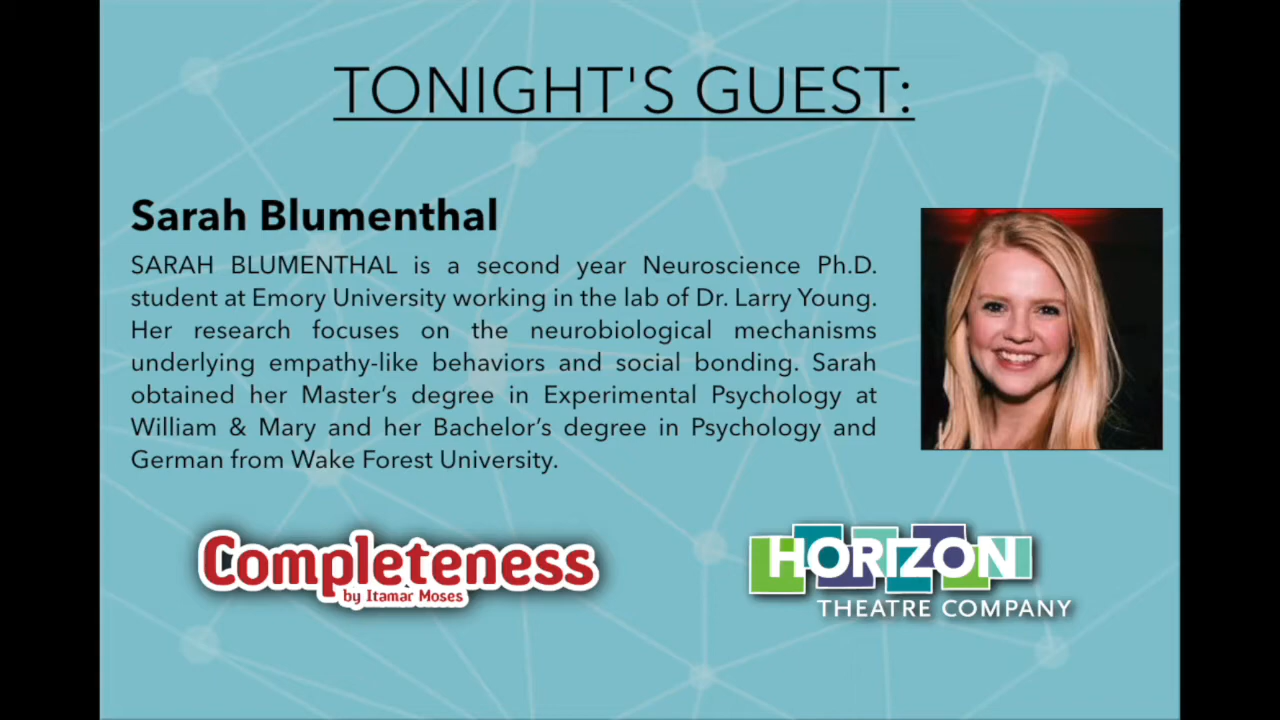 TONIGHT'S GUEST:
Sarah Blumenthal
SARAH BLUMENTHAL is a second year Neuroscience Ph.D.
student at Emory University working in the lab of Dr. Larry Young.
Her research focuses on the neurobiological mechanisms
underlying empathy-like behaviors and social bonding. Sarah
obtained her Master’s degree in Experimental Psychology at
William & Mary and her Bachelor’s degree in Psychology and
German from Wake Forest University.
Completeness
by Itamar Moses
HORIZON
THEATRE COMPANY